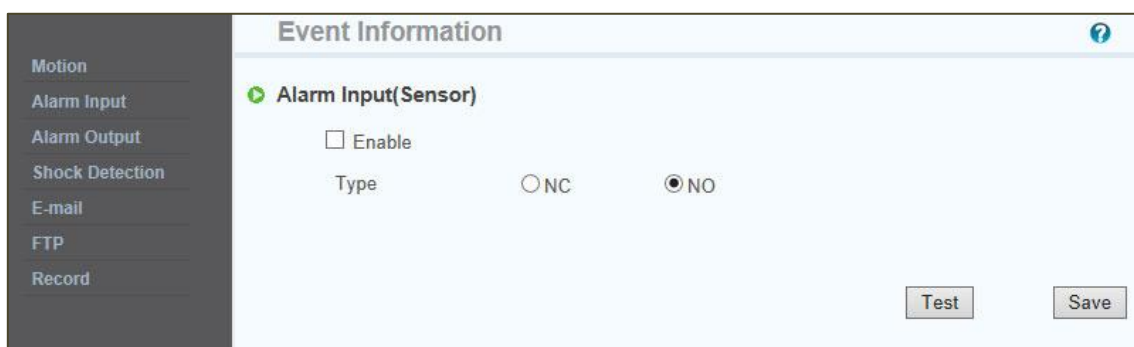 Event Information
?
Motion
Alarm Input
Alarm Output
Shock Detection
E-mail
FTP
Record
Alarm Input(Sensor)
Enable
Type NC NO
Test Save